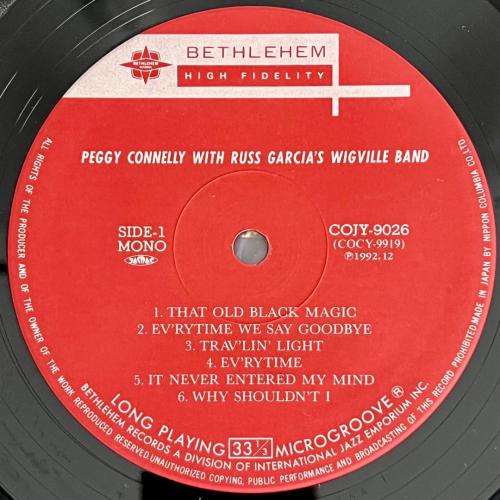 BETHLEHEM
BETHLEHEM
HIGH FIDELITY
PEGGY CONNELLY WITH RUSS GARCIA'S WIGVILLE BAND
SIDE-1
MONO
COJY-9026
(COCY-9919)
Ⓟ1992.12
1. THAT OLD BLACK MAGIC
2. EV'RYTIME WE SAY GOODBYE
3. TRAV'LIN' LIGHT
4. EV'RYTIME
5. IT NEVER ENTERED MY MIND
6. WHY SHOULDN'T I
LONG PLAYING 33 1/3 MICROGROOVE®
BETHLEHEM RECORDS A DIVISION OF INTERNATIONAL JAZZ EMPORIUM INC.
ALL RIGHTS OF THE PRODUCER AND OF THE OWNER OF THE WORK REPRODUCED RESERVED. UNAUTHORIZED COPYING, PUBLIC PERFORMANCE AND BROADCASTING OF THIS RECORD PROHIBITED MADE IN JAPAN BY NIPPON COLUMBIA CO. LTD